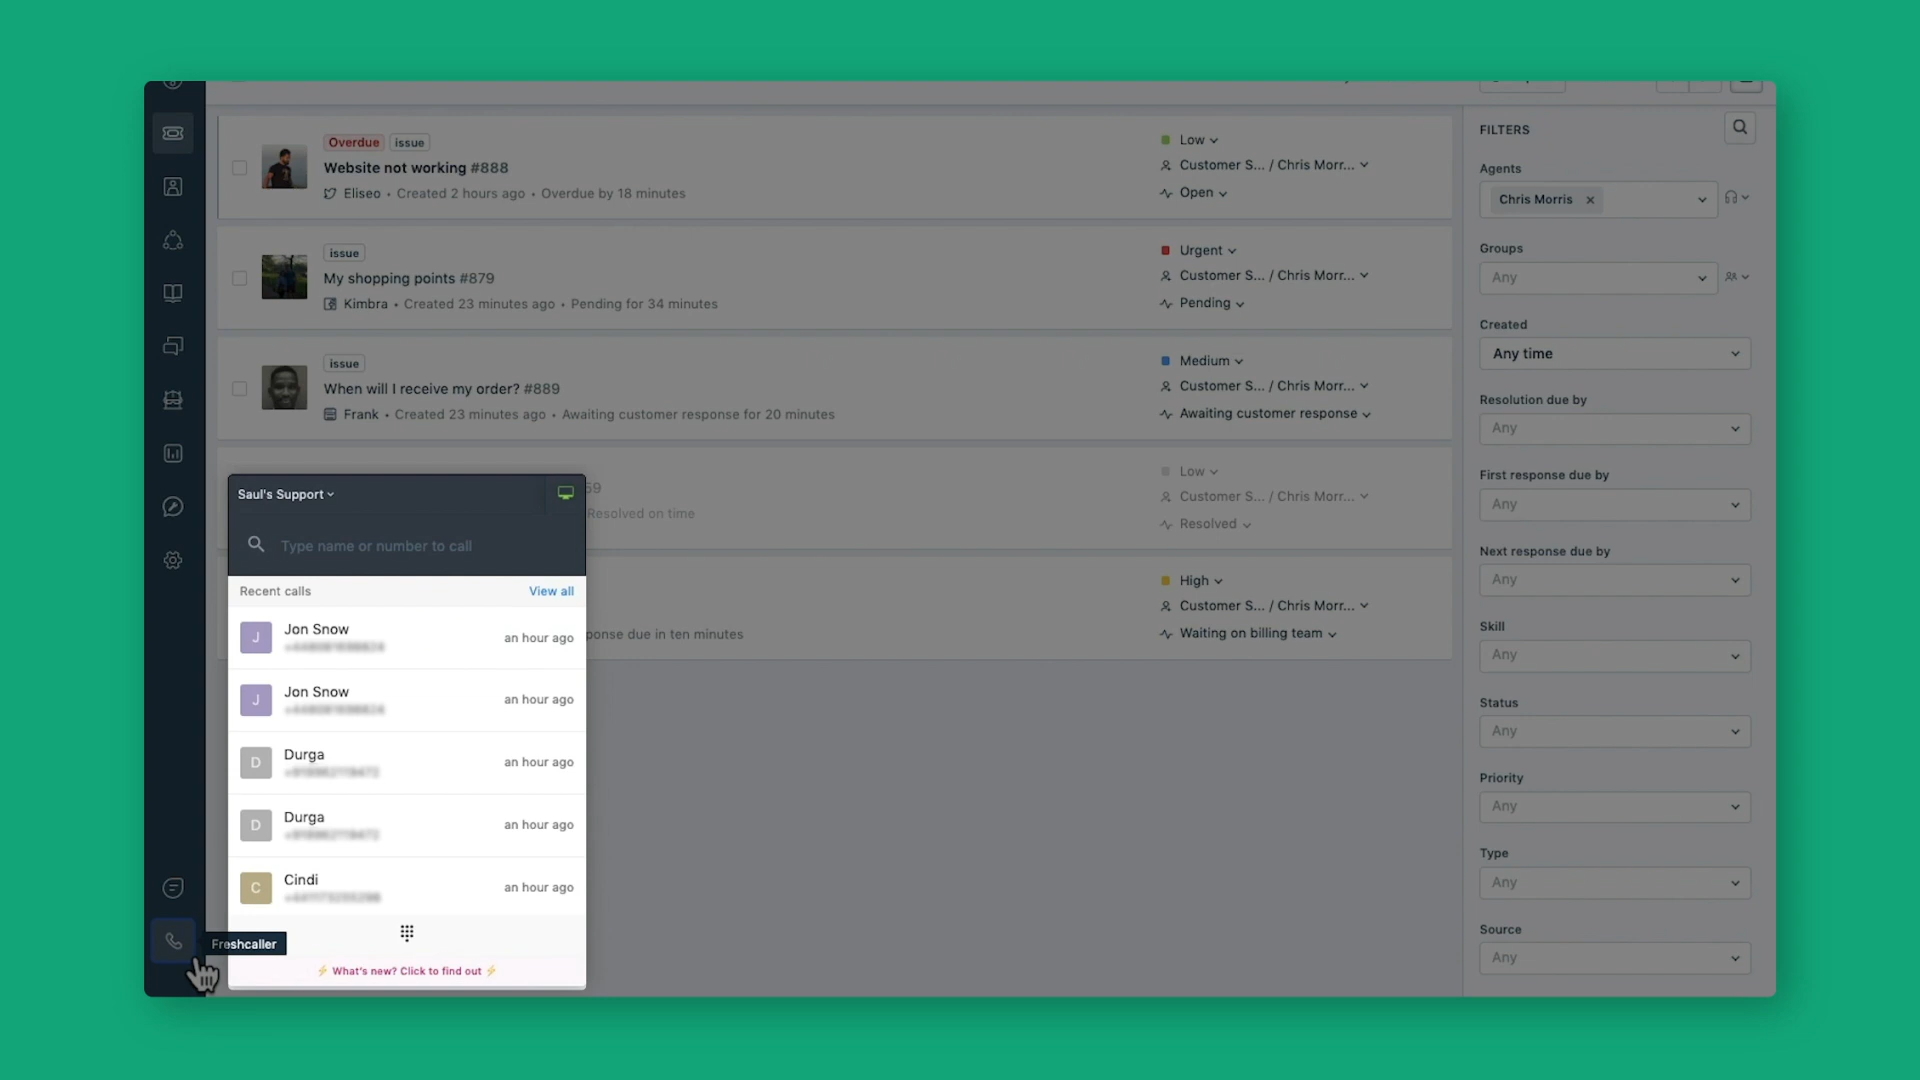 Overdue issue
Website not working #888
Eliseo • Created 2 hours ago • Overdue by 18 minutes
Low
Customer S... / Chris Morr...
Open
issue
My shopping points #879
Kimbra • Created 23 minutes ago • Pending for 34 minutes
Urgent
Customer S... / Chris Morr...
Pending
issue
When will I receive my order? #889
Frank • Created 23 minutes ago • Awaiting customer response for 20 minutes
Medium
Customer S... / Chris Morr...
Awaiting customer response
59
Resolved on time
Low
Customer S... / Chris Morr...
Resolved
due in ten minutes
High
Customer S... / Chris Morr...
Waiting on billing team
Saul's Support
Type name or number to call
Recent calls View all
J Jon Snow an hour ago
J Jon Snow an hour ago
D Durga an hour ago
D Durga an hour ago
C Cindi an hour ago
⚡ What's new? Click to find out ⚡
Freshcaller
FILTERS
Agents
Chris Morris ×
Groups
Any
Created
Any time
Resolution due by
Any
First response due by
Any
Next response due by
Any
Skill
Any
Status
Any
Priority
Any
Type
Any
Source
Any